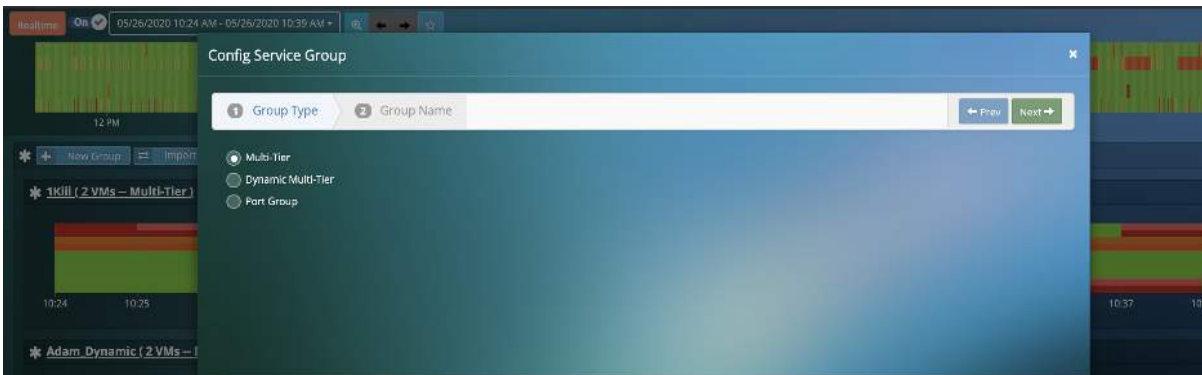 Realtime On 05/26/2020 10:24 AM - 05/26/2020 10:39 AM
Config Service Group
×
1 Group Type 2 Group Name
Prev Next
12 PM
New Group Import
Multi-Tier
Dynamic Multi-Tier
Port Group
1Kiii ( 2 VMs – Multi-Tier )
10:24 10:25 10:37 10
Adam_Dynamic ( 2 VMs –